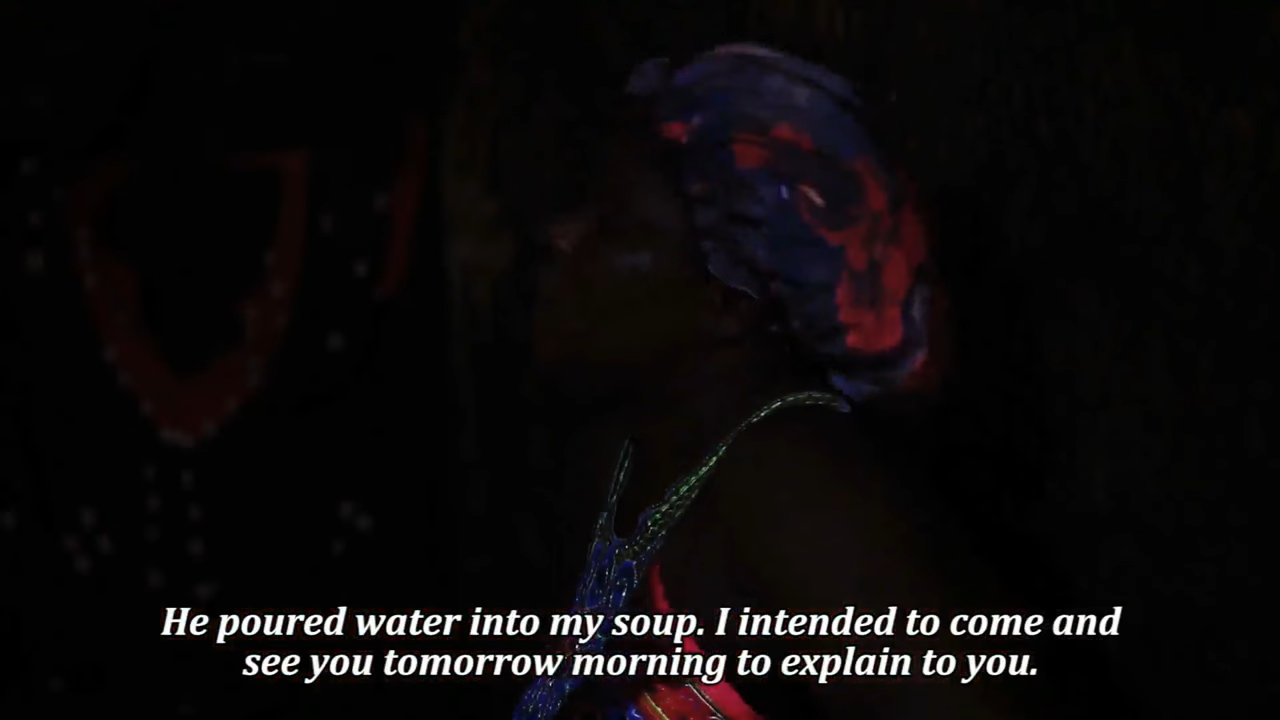 He poured water into my soup. I intended to come and
see you tomorrow morning to explain to you.